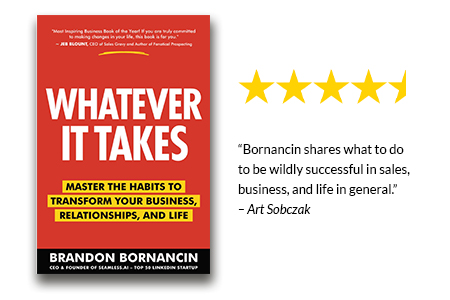 "Most Inspiring Business Book of the Year! If you are truly committed
to making changes in your life, this book is for you."
– JEB BLOUNT, CEO of Sales Gravy and Author of Fanatical Prospecting
WHATEVER
IT TAKES
MASTER THE HABITS TO
TRANSFORM YOUR BUSINESS,
RELATIONSHIPS, AND LIFE
BRANDON BORNANCIN
CEO & FOUNDER OF SEAMLESS.AI – TOP 50 LINKEDIN STARTUP
“Bornancin shares what to do
to be wildly successful in sales,
business, and life in general.”
– Art Sobczak